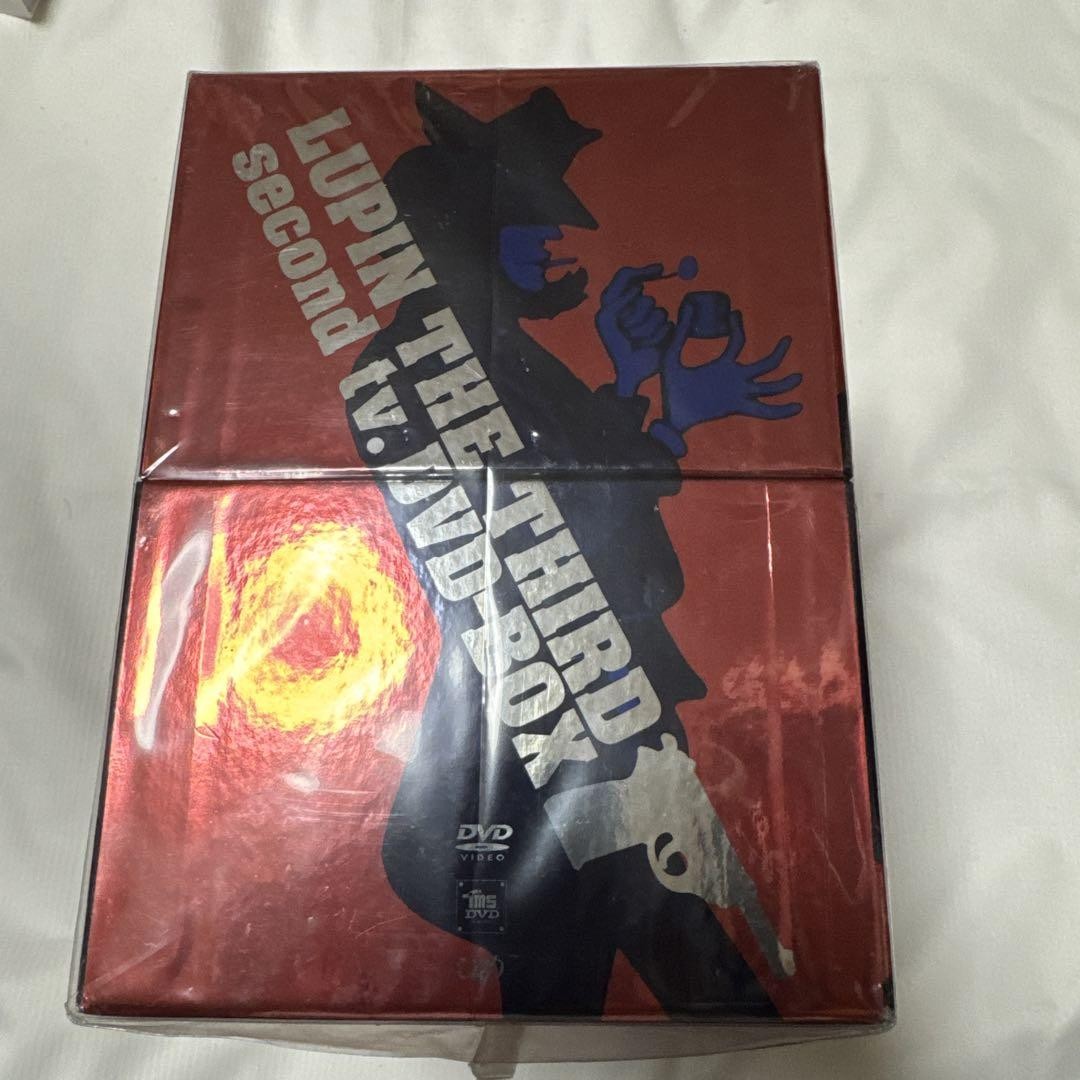 LUPIN THE THIRD
second tv. DVD-BOX
DVD
VIDEO
TMS
DVD